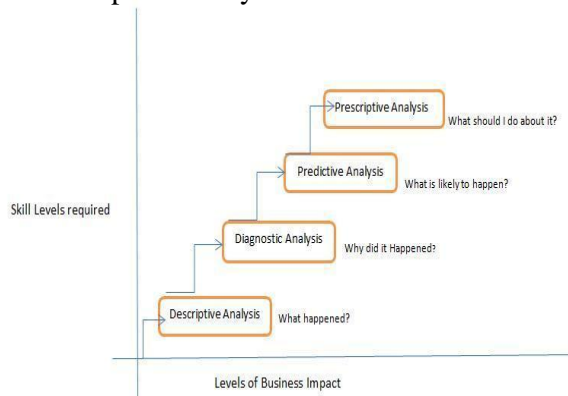 Prescriptive Analysis
What should I do about it?
Predictive Analysis
What is likely to happen?
Skill Levels required
Diagnostic Analysis
Why did it Happened?
Descriptive Analysis
What happened?
Levels of Business Impact